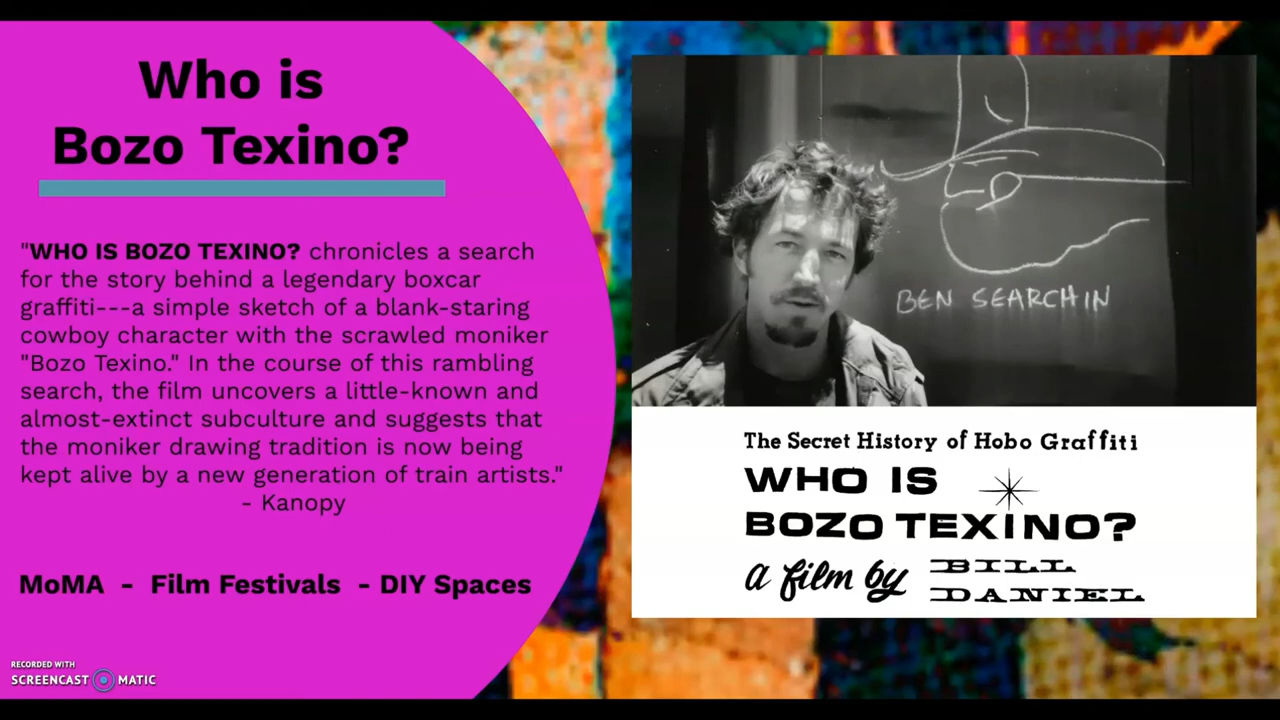 Who is
Bozo Texino?
"WHO IS BOZO TEXINO? chronicles a search
for the story behind a legendary boxcar
graffiti---a simple sketch of a blank-staring
cowboy character with the scrawled moniker
"Bozo Texino." In the course of this rambling
search, the film uncovers a little-known and
almost-extinct subculture and suggests that
the moniker drawing tradition is now being
kept alive by a new generation of train artists."
- Kanopy
MoMA - Film Festivals - DIY Spaces
RECORDED WITH
SCREENCAST MATIC
BEN SEARCHIN
The Secret History of Hobo Graffiti
WHO IS
BOZO TEXINO?
a film by BILL
DANIEL